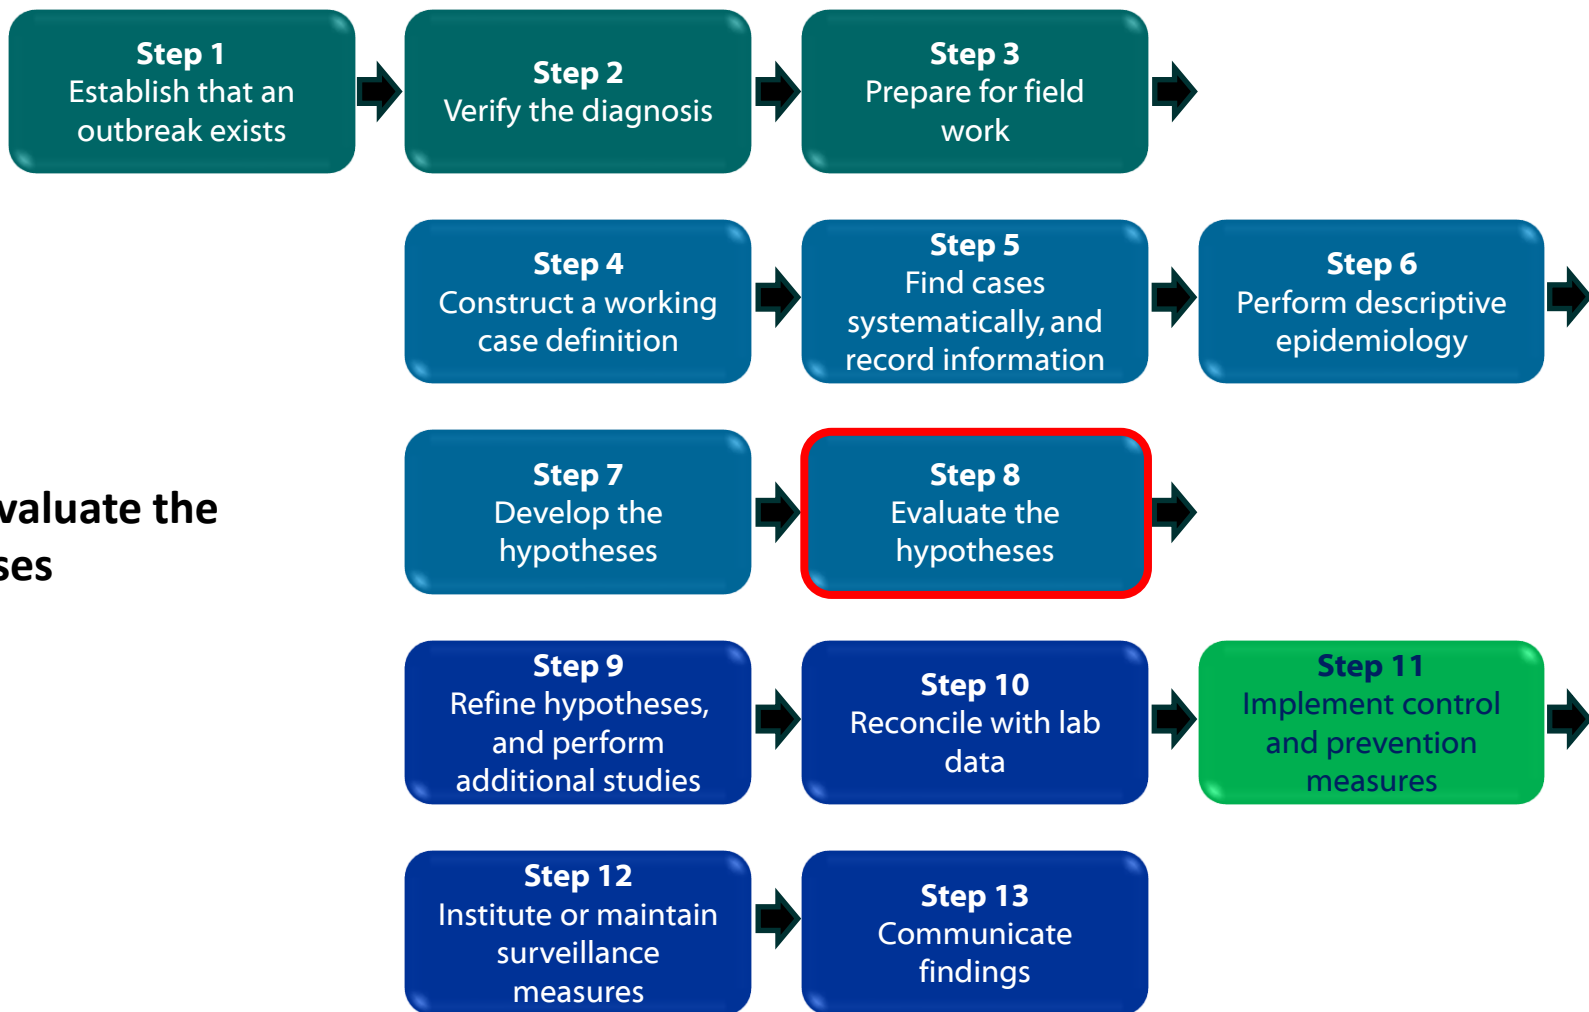 Step 1
Establish that an
outbreak exists
Step 2
Verify the diagnosis
Step 3
Prepare for field
work
Step 4
Construct a working
case definition
Step 5
Find cases
systematically, and
record information
Step 6
Perform descriptive
epidemiology
valuate the
ses
Step 7
Develop the
hypotheses
Step 8
Evaluate the
hypotheses
Step 9
Refine hypotheses,
and perform
additional studies
Step 10
Reconcile with lab
data
Step 11
Implement control
and prevention
measures
Step 12
Institute or maintain
surveillance
measures
Step 13
Communicate
findings